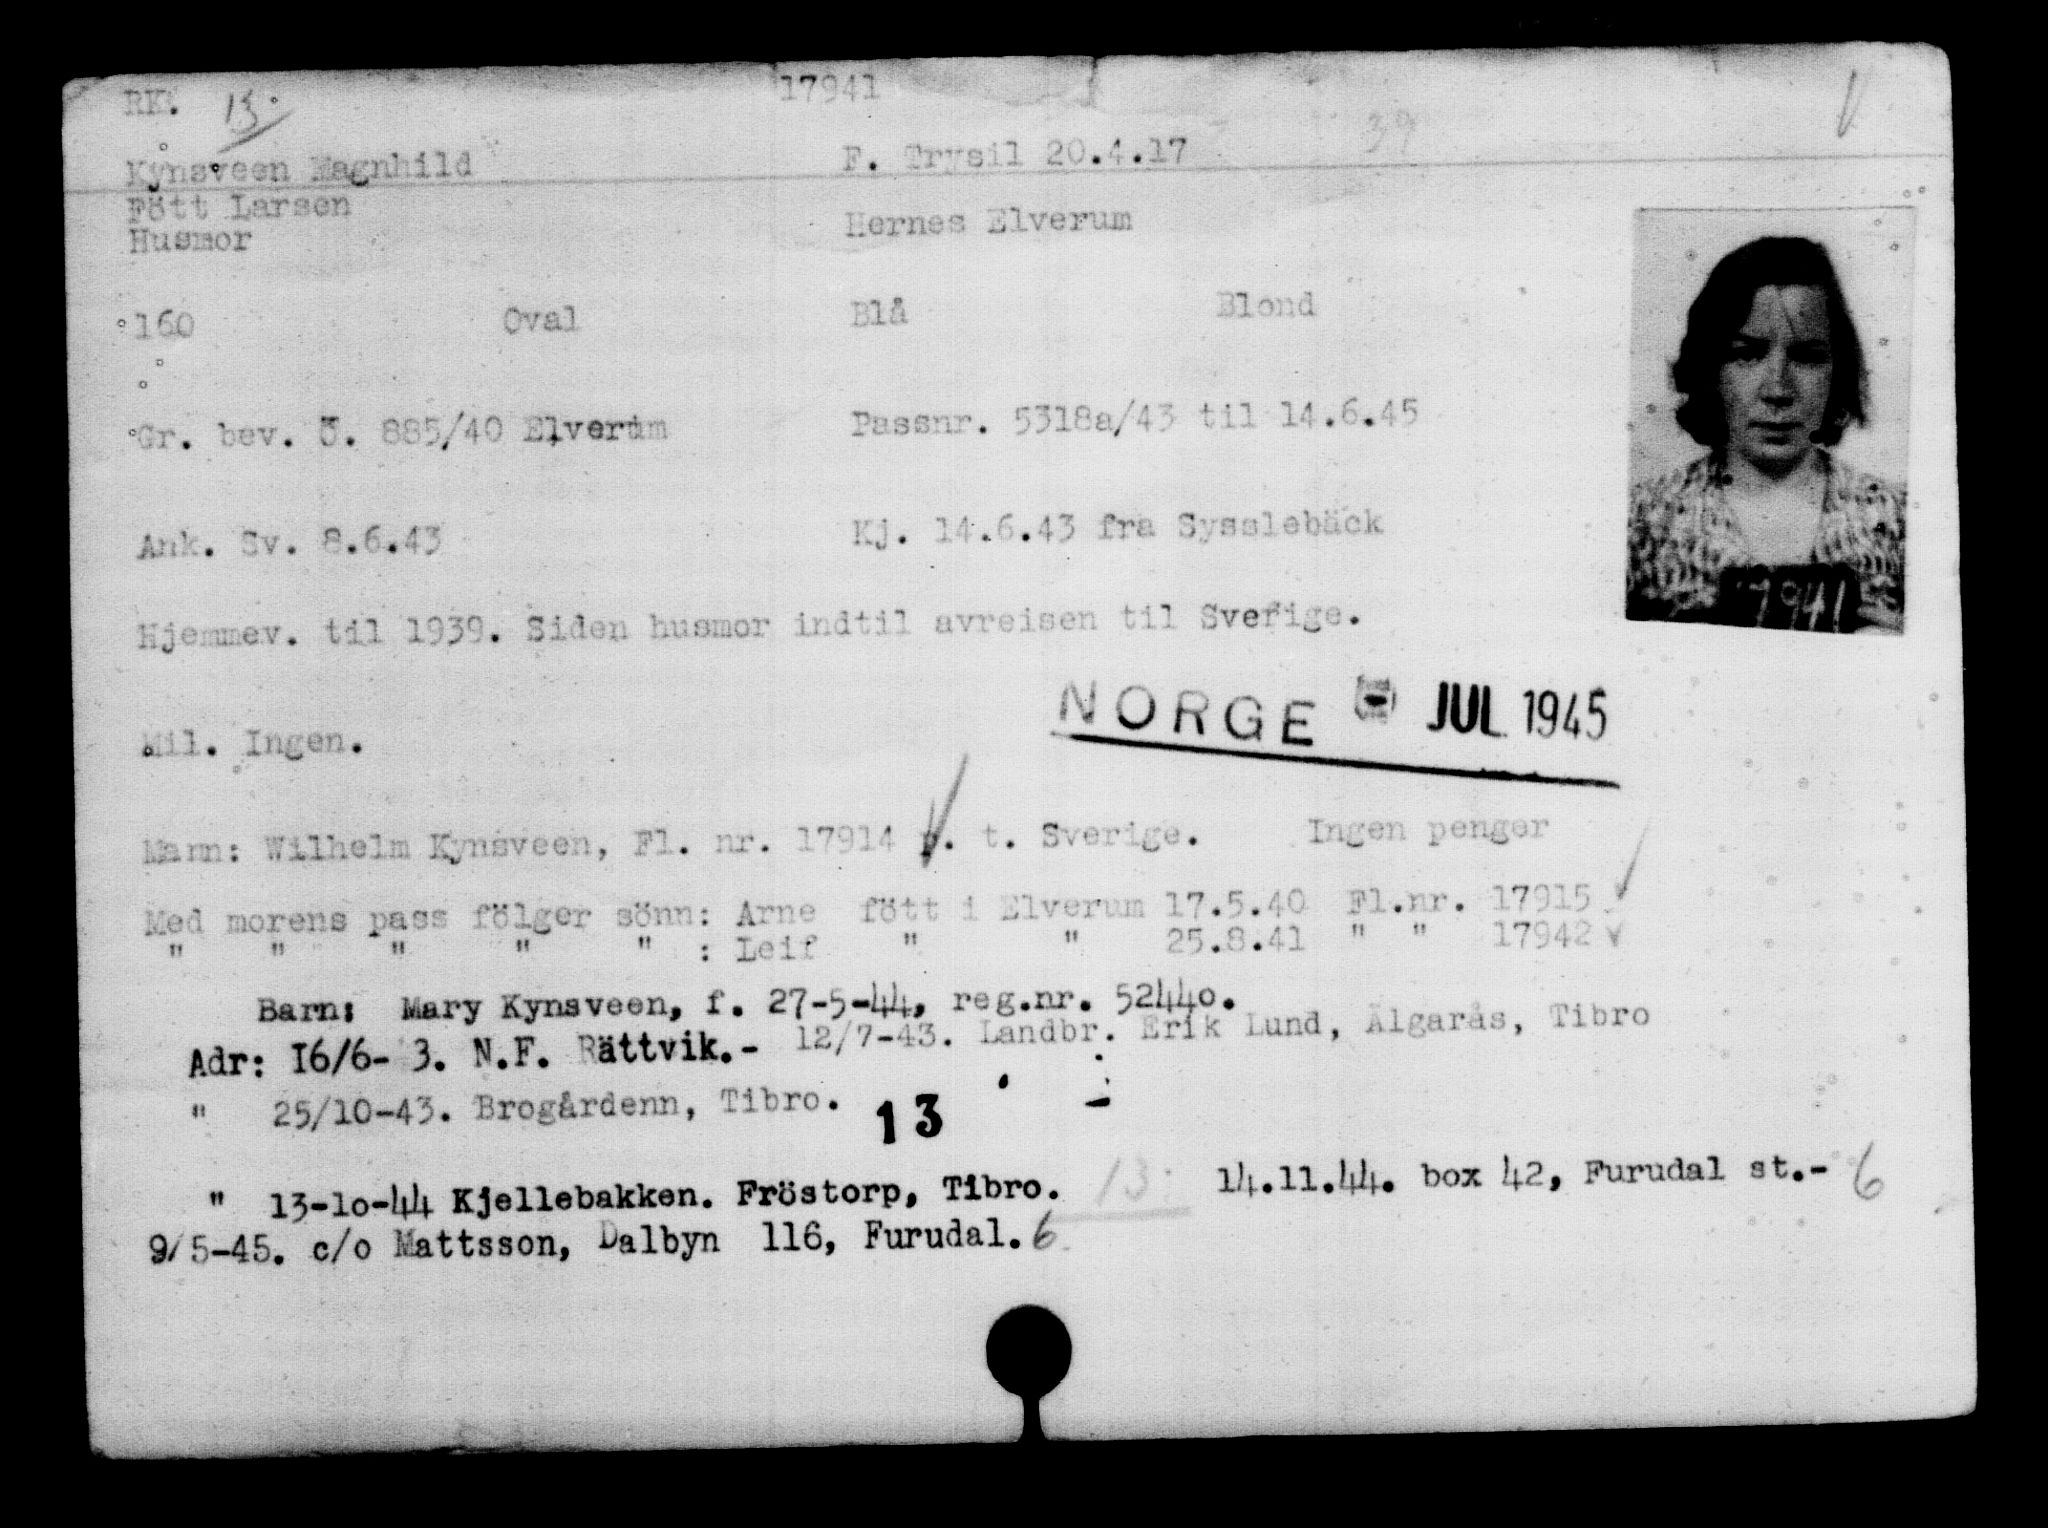 RK. 13. 17941
39
Kynsveen Magnhild F. Trysil 20.4.17
Fött Larsen
Husmor Hernes Elverum
160 Oval Blå Blond
Gr. bev. Ö. 885/40 Elverum Passnr. 5318a/43 til 14.6.45
Ank. Sv. 8.6.43 Kj. 14.6.43 fra Sysslebäck
17941
Hjemmev. til 1939. Siden husmor indtil avreisen til Sverige.
NORGE JUL 1945
Mil. Ingen.
Mann: Wilhelm Kynsveen, Fl. nr. 17914 p. t. Sverige. Ingen penger
Med morens pass fölger sönn: Arne fött i Elverum 17.5.40 Fl.nr. 17915
" " " " " : Leif " " 25.8.41 " " 17942
Barn: Mary Kynsveen, f. 27-5-44, reg.nr. 52440.
Adr: I6/6- 3. N.F. Rättvik.- 12/7-43. Landbr. Erik Lund, Älgarås, Tibro
" 25/10-43. Brogårdenn, Tibro. 13
" 13-10-44 Kjellebakken. Fröstorp, Tibro. 13. 14.11.44. box 42, Furudal st.- 6
9/5-45. c/o Mattsson, Dalbyn 116, Furudal. 6